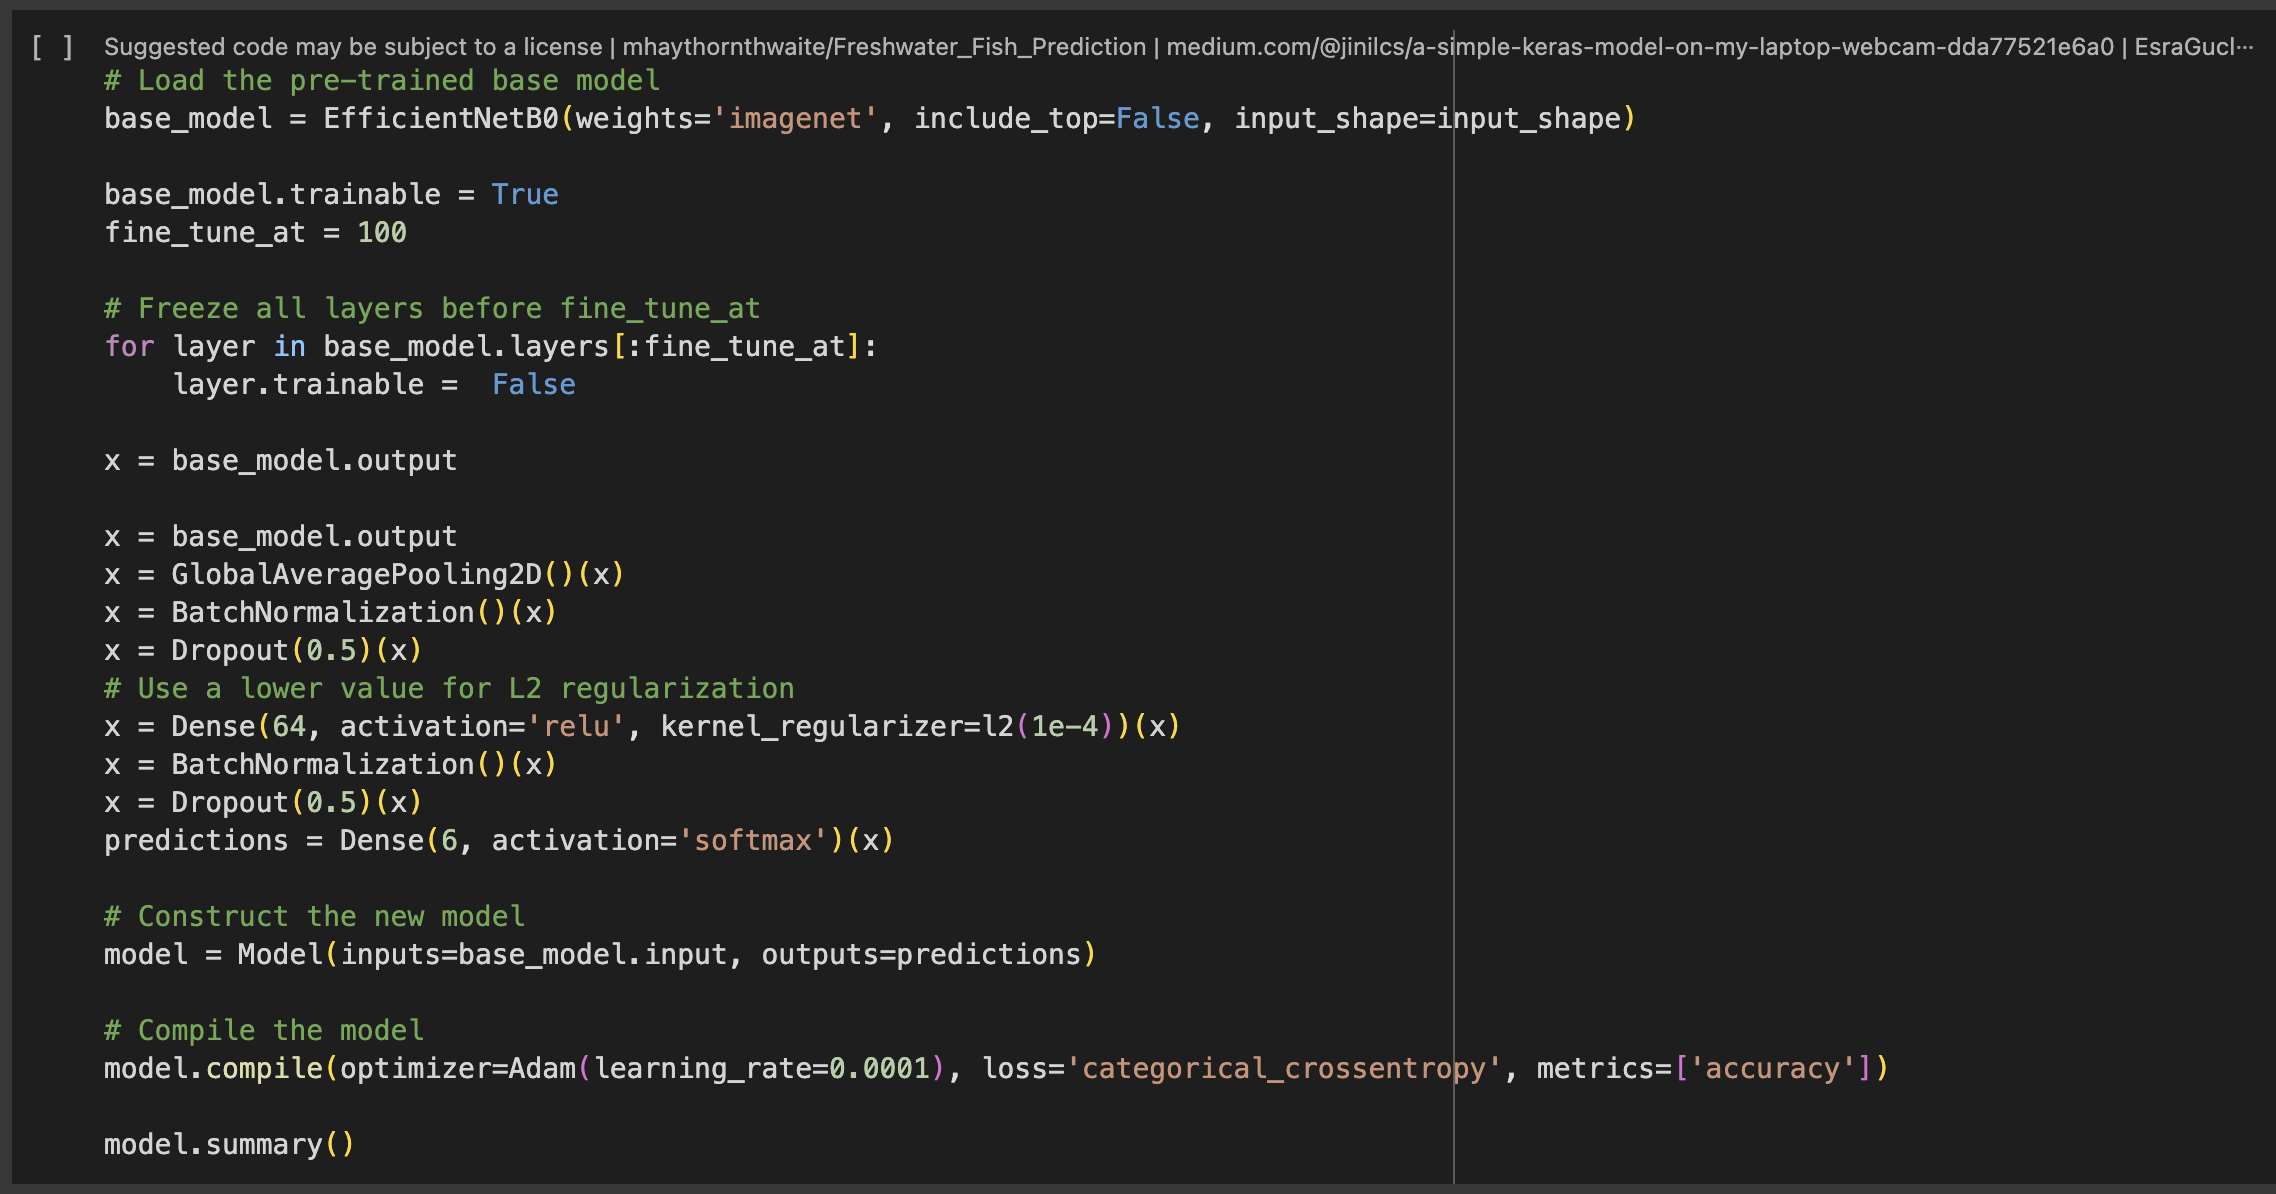 [ ] Suggested code may be subject to a license | mhaythornthwaite/Freshwater_Fish_Prediction | medium.com/@jinilcs/a-simple-keras-model-on-my-laptop-webcam-dda77521e6a0 | EsraGucl···
# Load the pre-trained base model
base_model = EfficientNetB0(weights='imagenet', include_top=False, input_shape=input_shape)
base_model.trainable = True
fine_tune_at = 100
# Freeze all layers before fine_tune_at
for layer in base_model.layers[:fine_tune_at]:
    layer.trainable =  False
x = base_model.output
x = base_model.output
x = GlobalAveragePooling2D()(x)
x = BatchNormalization()(x)
x = Dropout(0.5)(x)
# Use a lower value for L2 regularization
x = Dense(64, activation='relu', kernel_regularizer=l2(1e-4))(x)
x = BatchNormalization()(x)
x = Dropout(0.5)(x)
predictions = Dense(6, activation='softmax')(x)
# Construct the new model
model = Model(inputs=base_model.input, outputs=predictions)
# Compile the model
model.compile(optimizer=Adam(learning_rate=0.0001), loss='categorical_crossentropy', metrics=['accuracy'])
model.summary()